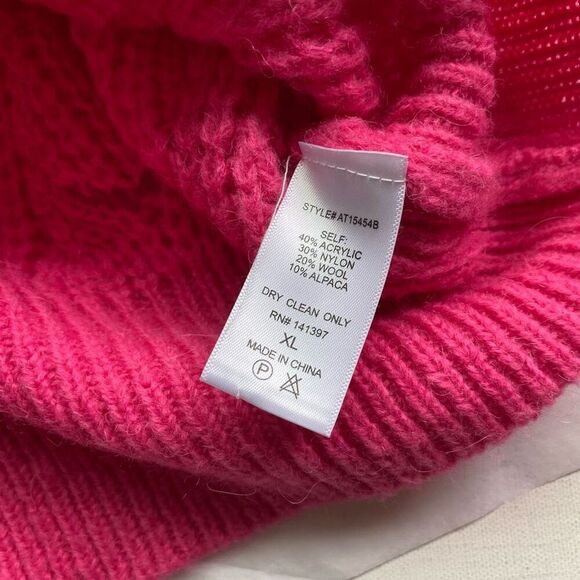 STYLE# AT15454B
SELF:
40% ACRYLIC
30% NYLON
20% WOOL
10% ALPACA
DRY CLEAN ONLY
RN# 141397
XL
MADE IN CHINA
P